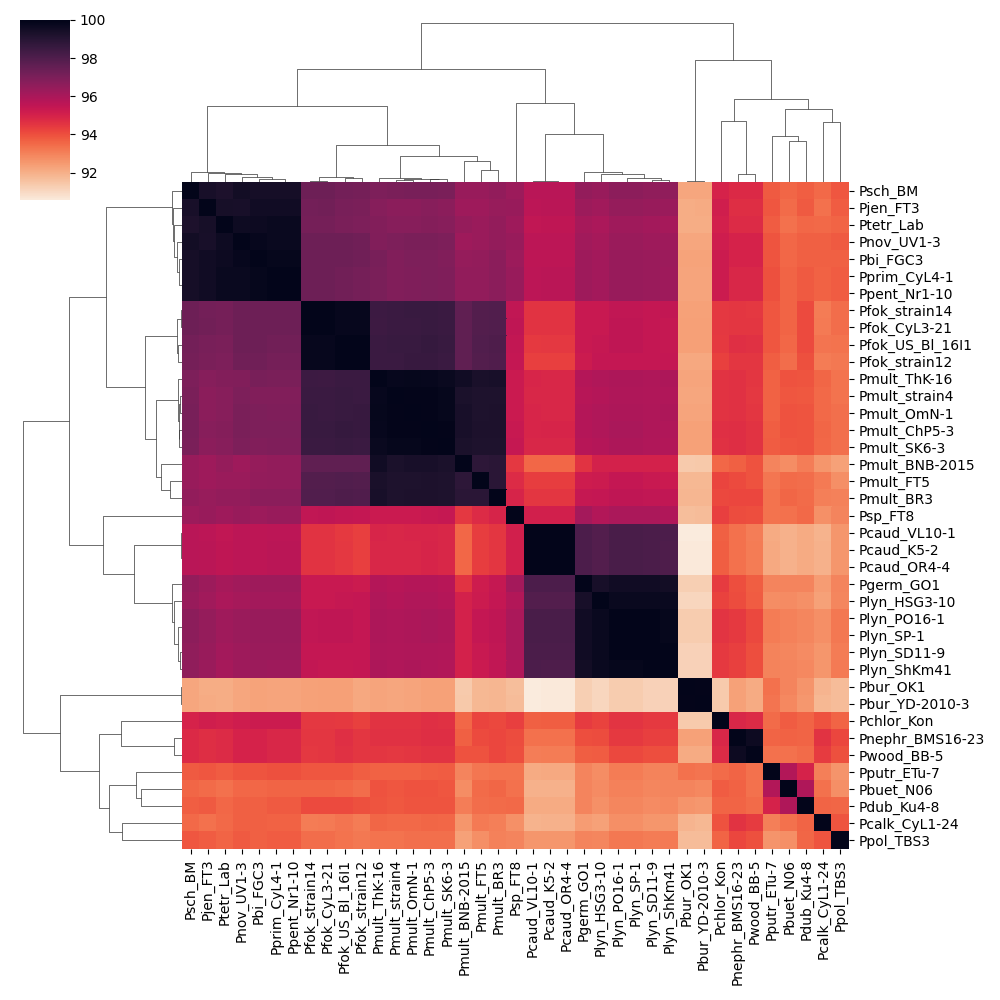 100
98
96
94
92
Psch_BM
Pjen_FT3
Ptetr_Lab
Pnov_UV1-3
Pbi_FGC3
Pprim_CyL4-1
Ppent_Nr1-10
Pfok_strain14
Pfok_CyL3-21
Pfok_US_Bl_16I1
Pfok_strain12
Pmult_ThK-16
Pmult_strain4
Pmult_OmN-1
Pmult_ChP5-3
Pmult_SK6-3
Pmult_BNB-2015
Pmult_FT5
Pmult_BR3
Psp_FT8
Pcaud_VL10-1
Pcaud_K5-2
Pcaud_OR4-4
Pgerm_GO1
Plyn_HSG3-10
Plyn_PO16-1
Plyn_SP-1
Plyn_SD11-9
Plyn_ShKm41
Pbur_OK1
Pbur_YD-2010-3
Pchlor_Kon
Pnephr_BMS16-23
Pwood_BB-5
Pputr_ETu-7
Pbuet_N06
Pdub_Ku4-8
Pcalk_CyL1-24
Ppol_TBS3
Psch_BM
Pjen_FT3
Ptetr_Lab
Pnov_UV1-3
Pbi_FGC3
Pprim_CyL4-1
Ppent_Nr1-10
Pfok_strain14
Pfok_CyL3-21
Pfok_US_Bl_16I1
Pfok_strain12
Pmult_ThK-16
Pmult_strain4
Pmult_OmN-1
Pmult_ChP5-3
Pmult_SK6-3
Pmult_BNB-2015
Pmult_FT5
Pmult_BR3
Psp_FT8
Pcaud_VL10-1
Pcaud_K5-2
Pcaud_OR4-4
Pgerm_GO1
Plyn_HSG3-10
Plyn_PO16-1
Plyn_SP-1
Plyn_SD11-9
Plyn_ShKm41
Pbur_OK1
Pbur_YD-2010-3
Pchlor_Kon
Pnephr_BMS16-23
Pwood_BB-5
Pputr_ETu-7
Pbuet_N06
Pdub_Ku4-8
Pcalk_CyL1-24
Ppol_TBS3